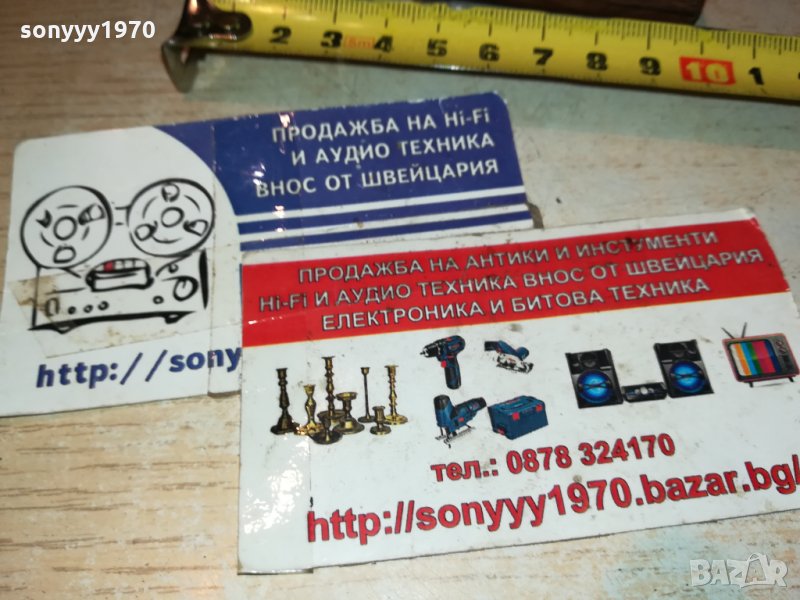 sonyyy1970
2 3 4 5 6 7 8 9 10 1
ПРОДАЖБА НА Hi-Fi
И АУДИО ТЕХНИКА
ВНОС ОТ ШВЕЙЦАРИЯ
http://sony
ПРОДАЖБА НА АНТИКИ И ИНСТУМЕНТИ
Hi-Fi И АУДИО ТЕХНИКА ВНОС ОТ ШВЕЙЦАРИЯ
ЕЛЕКТРОНИКА И БИТОВА ТЕХНИКА
тел.: 0878 324170
http://sonyyy1970.bazar.bg/
BAZAR